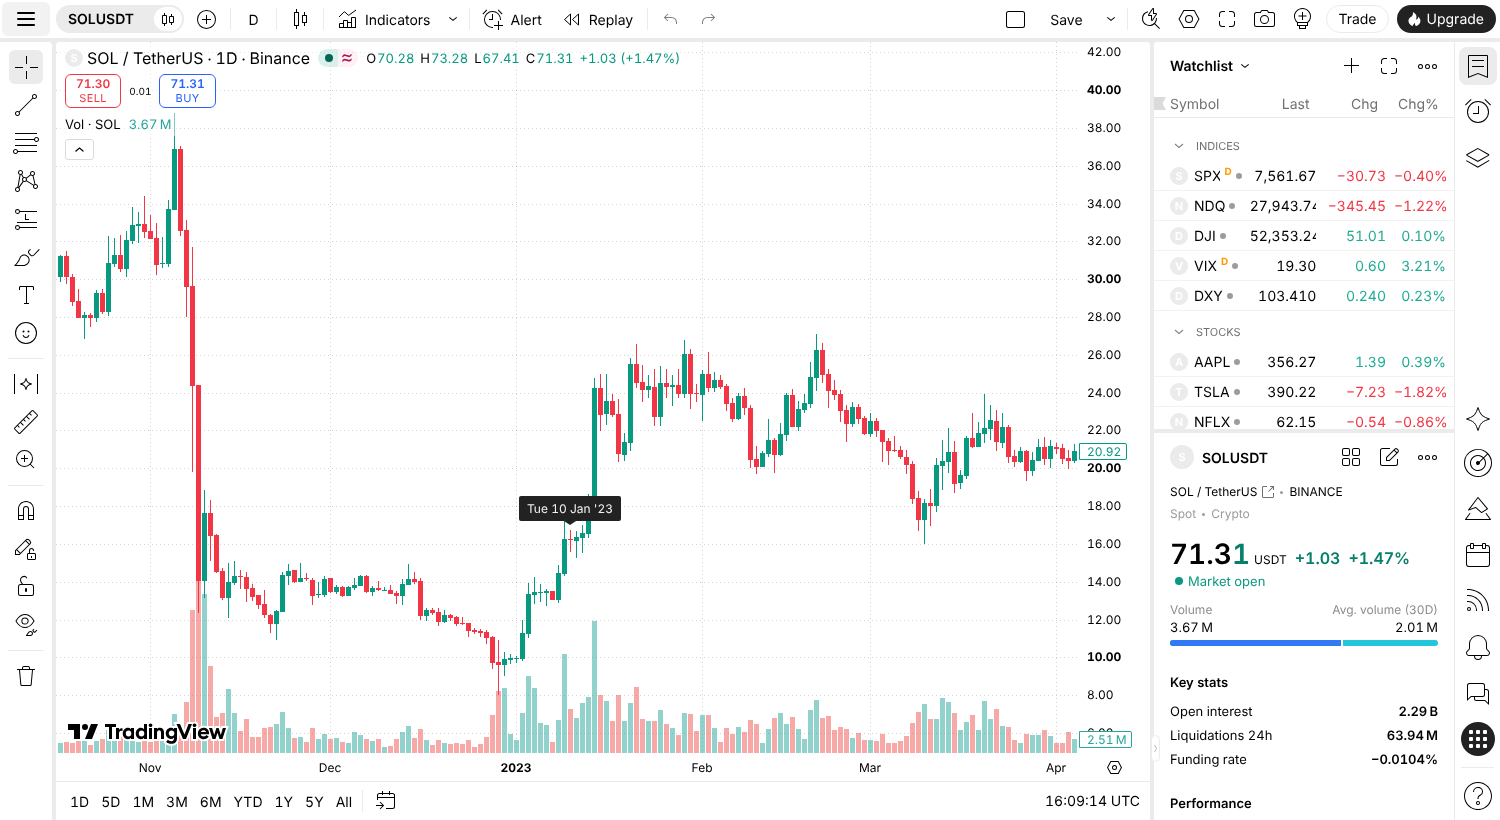 SOLUSDT
D
Indicators
Alert
Replay
Save
Trade
Upgrade
SOL / TetherUS · 1D · Binance
O70.28 H73.28 L67.41 C71.31 +1.03 (+1.47%)
71.30
SELL
0.01
71.31
BUY
Vol · SOL 3.67 M
42.00
40.00
38.00
36.00
34.00
32.00
30.00
28.00
26.00
24.00
22.00
20.92
20.00
18.00
16.00
14.00
12.00
10.00
8.00
2.51 M
Tue 10 Jan '23
TradingView
Nov Dec 2023 Feb Mar Apr
1D 5D 1M 3M 6M YTD 1Y 5Y All
16:09:14 UTC
Watchlist
Symbol Last Chg Chg%
INDICES
S SPX D 7,561.67 −30.73 −0.40%
N NDQ 27,943.74 −345.45 −1.22%
D DJI 52,353.24 51.01 0.10%
V VIX D 19.30 0.60 3.21%
D DXY 103.410 0.240 0.23%
STOCKS
A AAPL 356.27 1.39 0.39%
T TSLA 390.22 −7.23 −1.82%
N NFLX 62.15 −0.54 −0.86%
S SOLUSDT
SOL / TetherUS • BINANCE
Spot • Crypto
71.31 USDT +1.03 +1.47%
Market open
Volume Avg. volume (30D)
3.67 M 2.01 M
Key stats
Open interest 2.29 B
Liquidations 24h 63.94 M
Funding rate −0.0104%
Performance